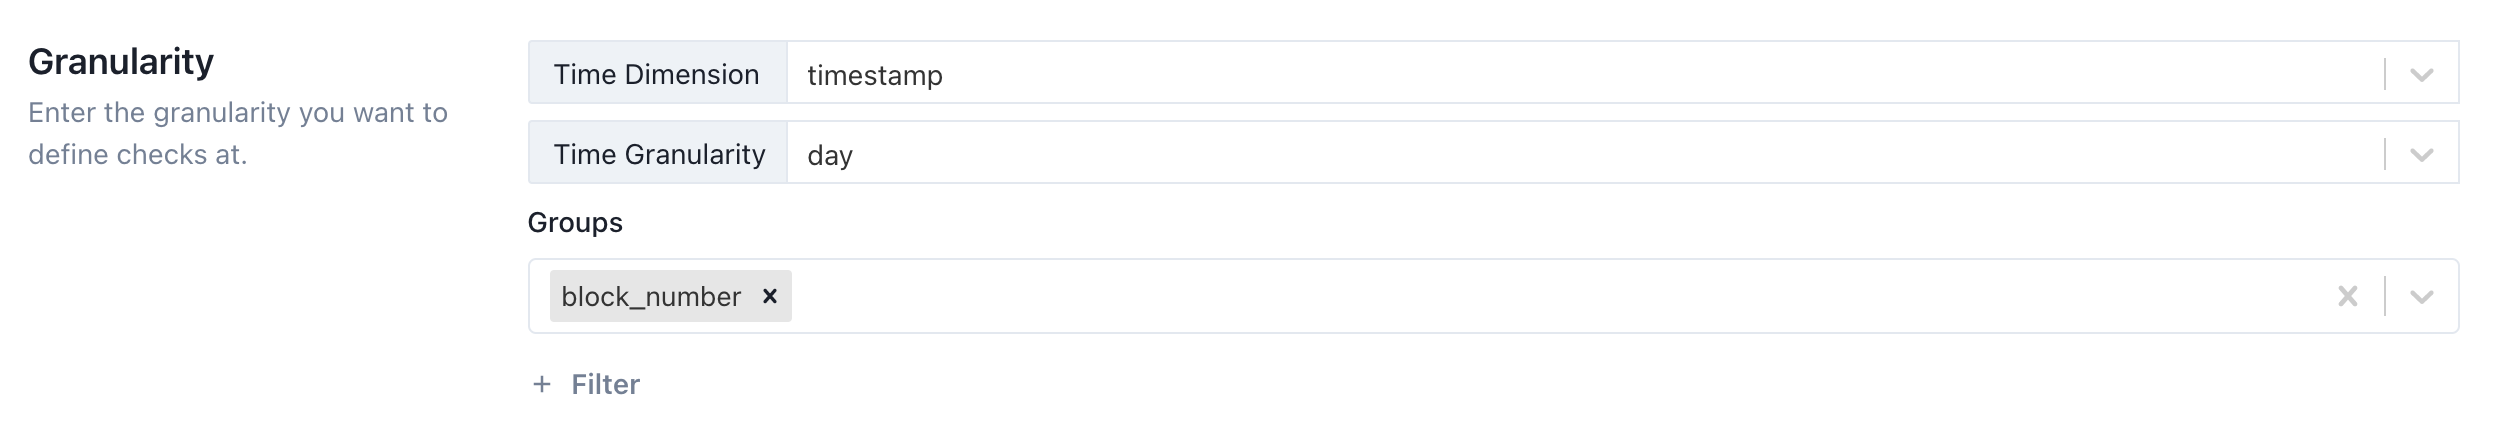 Granularity
Enter the granularity you want to
define checks at.
Time Dimension timestamp
Time Granularity day
Groups
block_number
Filter